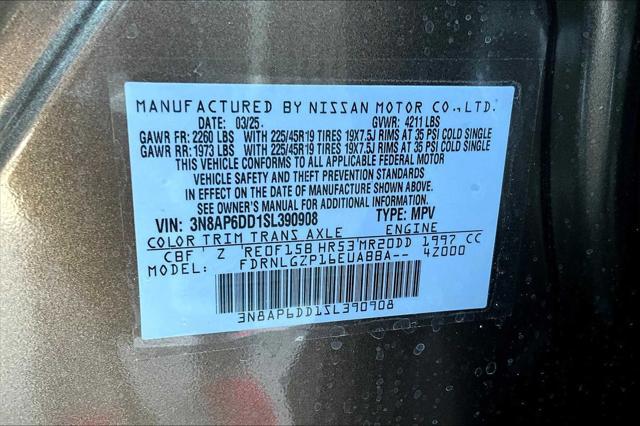 MANUFACTURED BY NISSAN MOTOR CO.,LTD.
DATE: 03/25. GVWR: 4211 LBS
GAWR FR: 2260 LBS WITH 225/45R19 TIRES 19X7.5J RIMS AT 35 PSI COLD SINGLE
GAWR RR: 1973 LBS WITH 225/45R19 TIRES 19X7.5J RIMS AT 35 PSI COLD SINGLE
THIS VEHICLE CONFORMS TO ALL APPLICABLE FEDERAL MOTOR
VEHICLE SAFETY AND THEFT PREVENTION STANDARDS
IN EFFECT ON THE DATE OF MANUFACTURE SHOWN ABOVE.
SEE OWNER'S MANUAL FOR ADDITIONAL INFORMATION.
VIN: 3N8AP6DD1SL390908 TYPE: MPV
COLOR TRIM TRANS AXLE ENGINE
CBF Z RE0F15B HR53 MR20DD 1997 CC
MODEL: FDRNLGZP16EUABBA-- 4Z000
3N8AP6DD1SL390908